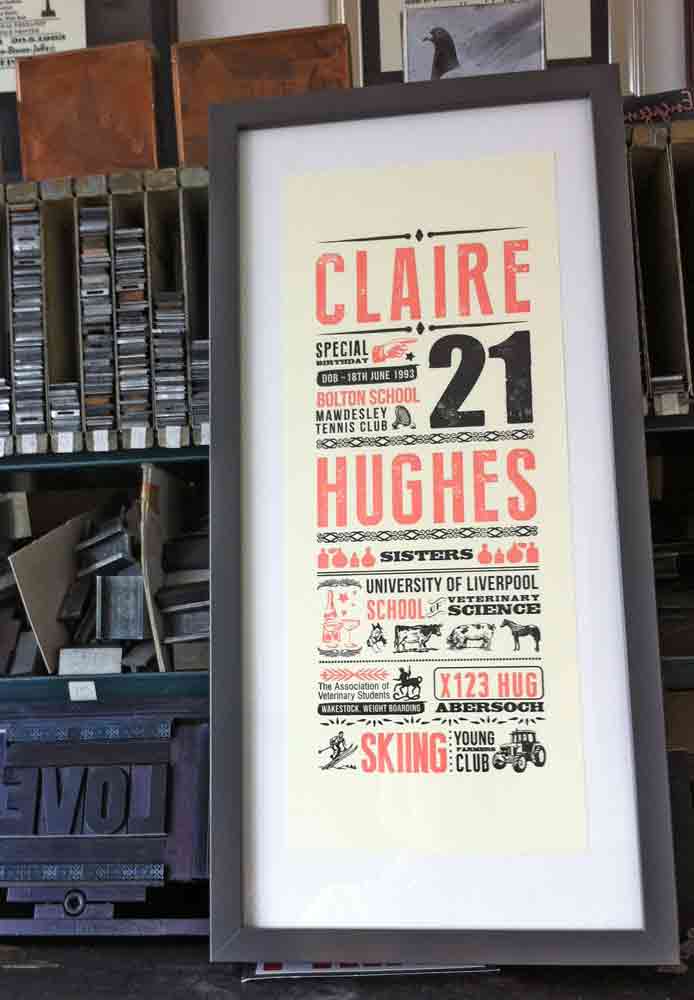 CLAIRE
SPECIAL
BIRTHDAY
21
DOB - 18TH JUNE 1993
BOLTON SCHOOL
MAWDESLEY
TENNIS CLUB
HUGHES
SISTERS
UNIVERSITY OF LIVERPOOL
SCHOOL OF VETERINARY
SCIENCE
The Association of
Veterinary Students
X123 HUG
WAKESTOCK. WEIGHT BOARDING
ABERSOCH
SKIING
YOUNG
FARMERS
CLUB
LOVE